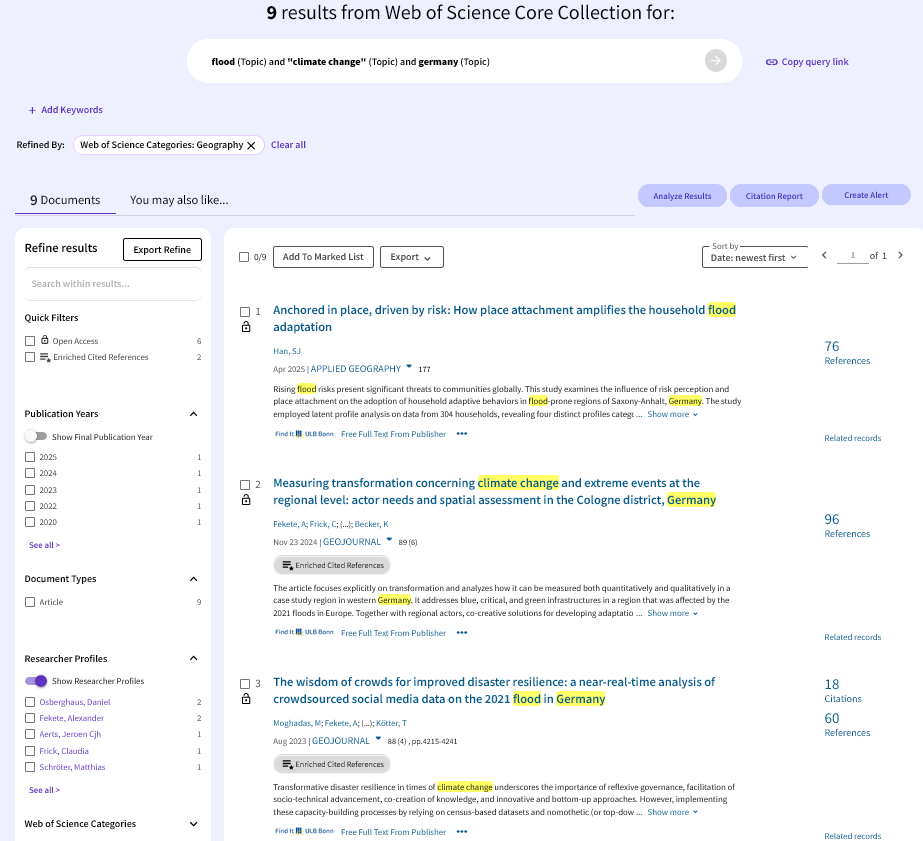 9 results from Web of Science Core Collection for:
flood (Topic) and "climate change" (Topic) and germany (Topic)
Copy query link
+ Add Keywords
Refined By:
Web of Science Categories: Geography
Clear all
9 Documents
You may also like...
Analyze Results
Citation Report
Create Alert
Refine results
Export Refine
Search within results...
Quick Filters
Open Access 6
Enriched Cited References 2
Publication Years
Show Final Publication Year
2025 1
2024 1
2023 1
2022 1
2020 1
See all >
Document Types
Article 9
Researcher Profiles
Show Researcher Profiles
Osberghaus, Daniel 2
Fekete, Alexander 2
Aerts, Jeroen Cjh 1
Frick, Claudia 1
Schröter, Matthias 1
See all >
Web of Science Categories
0/9
Add To Marked List
Export
Sort by
Date: newest first
1 of 1
1
Anchored in place, driven by risk: How place attachment amplifies the household flood
adaptation
Han, SJ
Apr 2025 | APPLIED GEOGRAPHY 177
Rising flood risks present significant threats to communities globally. This study examines the influence of risk perception and
place attachment on the adoption of household adaptive behaviors in flood-prone regions of Saxony-Anhalt, Germany. The study
employed latent profile analysis on data from 304 households, revealing four distinct profiles categc ... Show more
Find It ULB Bonn Free Full Text From Publisher •••
76
References
Related records
2
Measuring transformation concerning climate change and extreme events at the
regional level: actor needs and spatial assessment in the Cologne district, Germany
Fekete, A; Frick, C; (...); Becker, K
Nov 23 2024 | GEOJOURNAL 89 (6)
Enriched Cited References
The article focuses explicitly on transformation and analyzes how it can be measured both quantitatively and qualitatively in a
case study region in western Germany. It addresses blue, critical, and green infrastructures in a region that was affected by the
2021 floods in Europe. Together with regional actors, co-creative solutions for developing adaptatio ... Show more
Find It ULB Bonn Free Full Text From Publisher •••
96
References
Related records
3
The wisdom of crowds for improved disaster resilience: a near-real-time analysis of
crowdsourced social media data on the 2021 flood in Germany
Moghadas, M; Fekete, A; (...); Kötter, T
Aug 2023 | GEOJOURNAL 88 (4) , pp.4215-4241
Enriched Cited References
Transformative disaster resilience in times of climate change underscores the importance of reflexive governance, facilitation of
socio-technical advancement, co-creation of knowledge, and innovative and bottom-up approaches. However, implementing
these capacity-building processes by relying on census-based datasets and nomothetic (or top-dow ... Show more
Find It ULB Bonn Free Full Text From Publisher •••
18
Citations
60
References
Related records